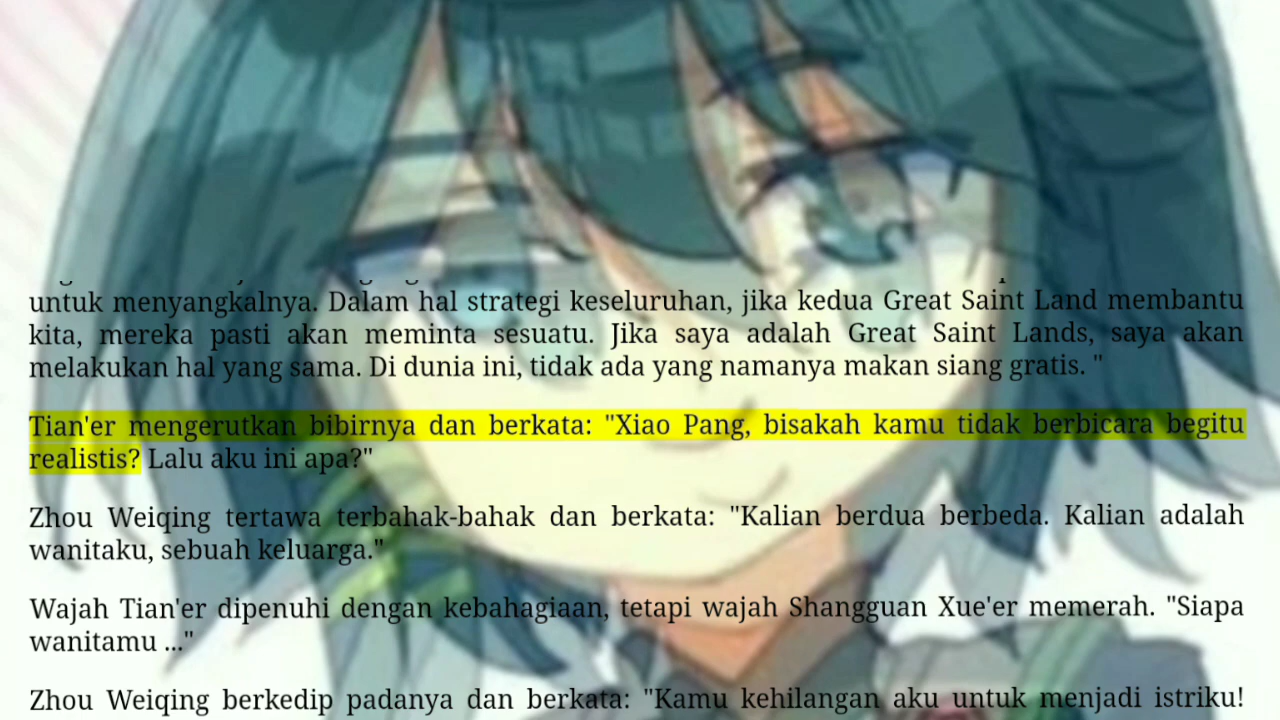 untuk menyangkalnya. Dalam hal strategi keseluruhan, jika kedua Great Saint Land membantu
kita, mereka pasti akan meminta sesuatu. Jika saya adalah Great Saint Lands, saya akan
melakukan hal yang sama. Di dunia ini, tidak ada yang namanya makan siang gratis. "
Tian'er mengerutkan bibirnya dan berkata: "Xiao Pang, bisakah kamu tidak berbicara begitu
realistis? Lalu aku ini apa?"
Zhou Weiqing tertawa terbahak-bahak dan berkata: "Kalian berdua berbeda. Kalian adalah
wanitaku, sebuah keluarga."
Wajah Tian'er dipenuhi dengan kebahagiaan, tetapi wajah Shangguan Xue'er memerah. "Siapa
wanitamu ..."
Zhou Weiqing berkedip padanya dan berkata: "Kamu kehilangan aku untuk menjadi istriku!